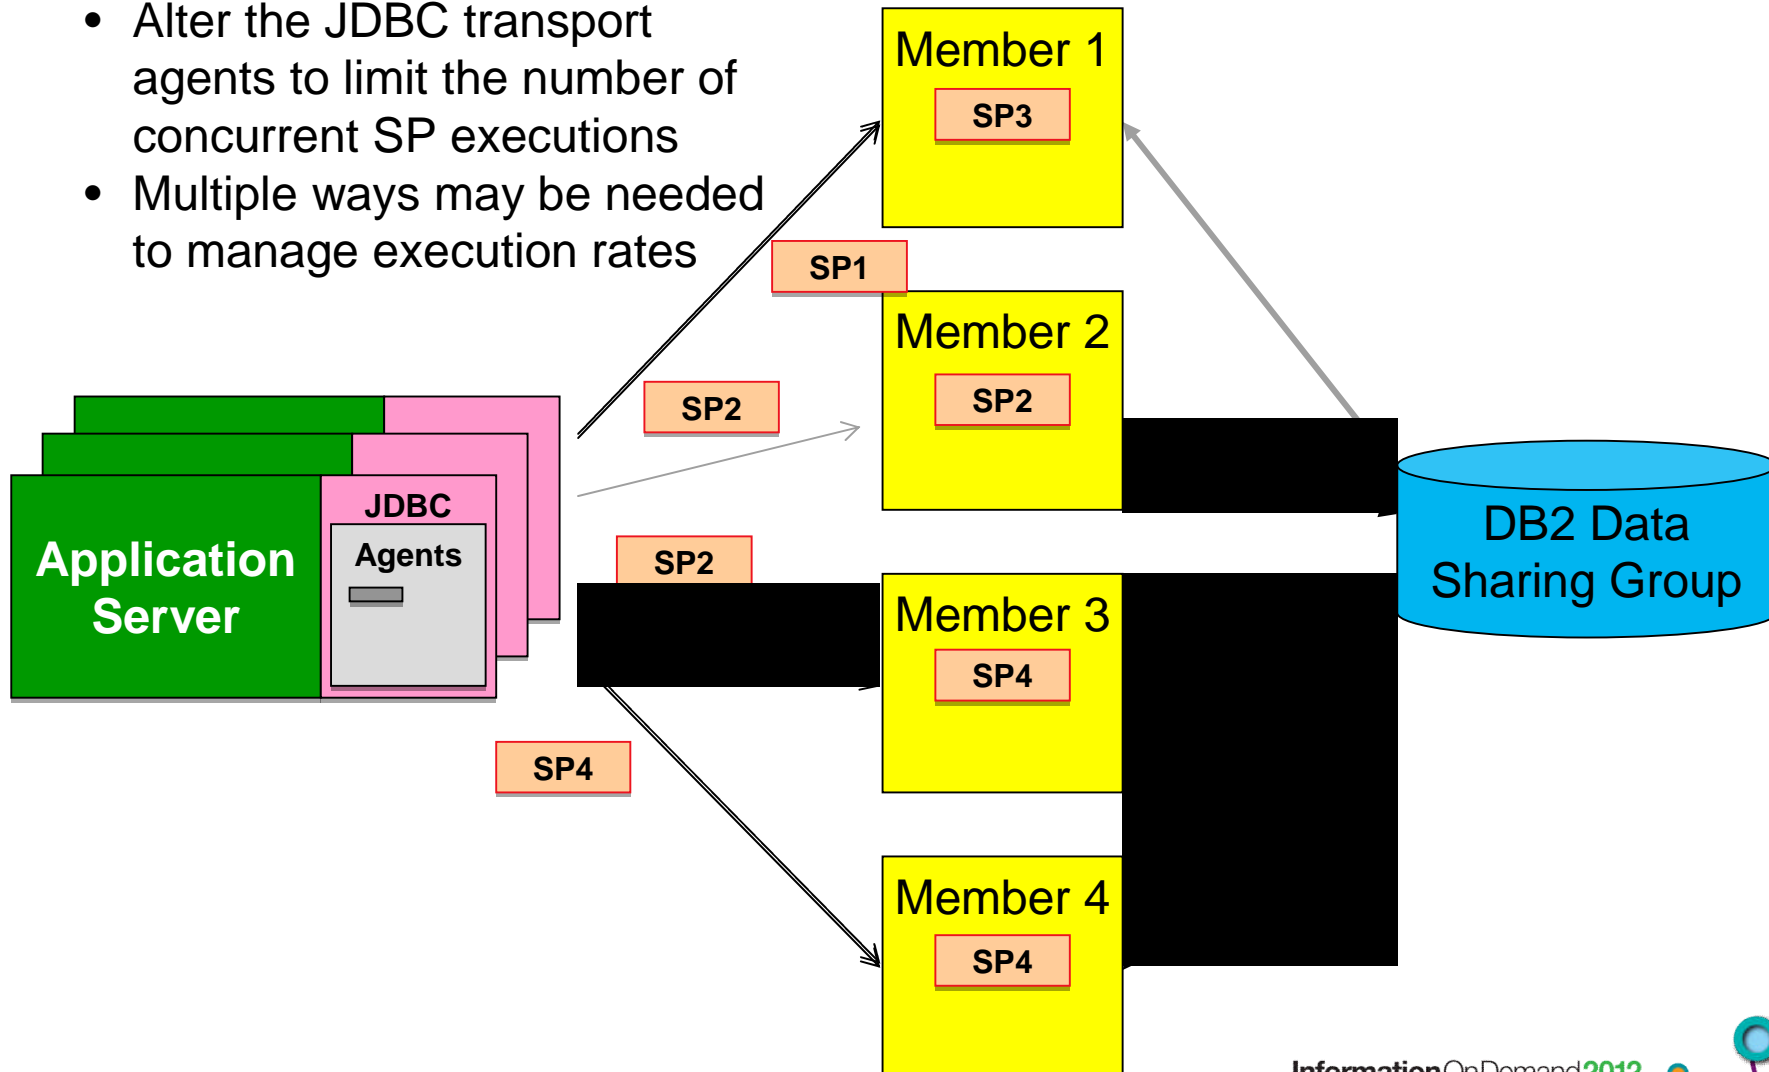 • Alter the JDBC transport
agents to limit the number of
concurrent SP executions
• Multiple ways may be needed
to manage execution rates
Member 1
SP3
SP1
Member 2
SP2
SP2
JDBC
Agents
Application
Server
SP2
DB2 Data
Sharing Group
Member 3
SP4
SP4
Member 4
SP4
InformationOnDemand2012